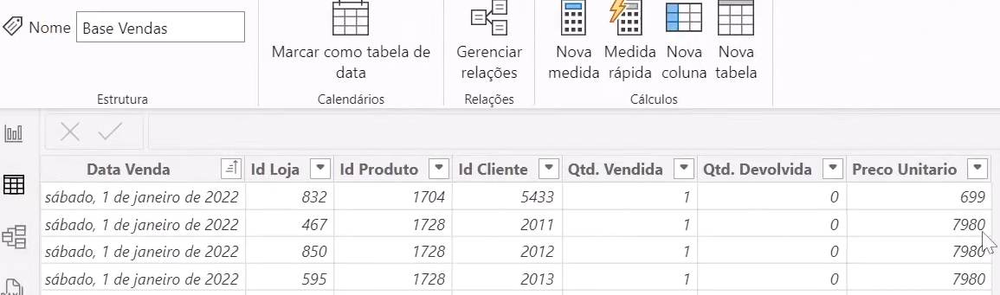 Nome Base Vendas
Marcar como tabela de
data
Gerenciar
relações
Nova
medida
Medida
rápida
Nova
coluna
Nova
tabela
Estrutura
Calendários
Relações
Cálculos
Data Venda Id Loja Id Produto Id Cliente Qtd. Vendida Qtd. Devolvida Preco Unitario
sábado, 1 de janeiro de 2022 832 1704 5433 1 0 699
sábado, 1 de janeiro de 2022 467 1728 2011 1 0 7980
sábado, 1 de janeiro de 2022 850 1728 2012 1 0 7980
sábado, 1 de janeiro de 2022 595 1728 2013 1 0 7980